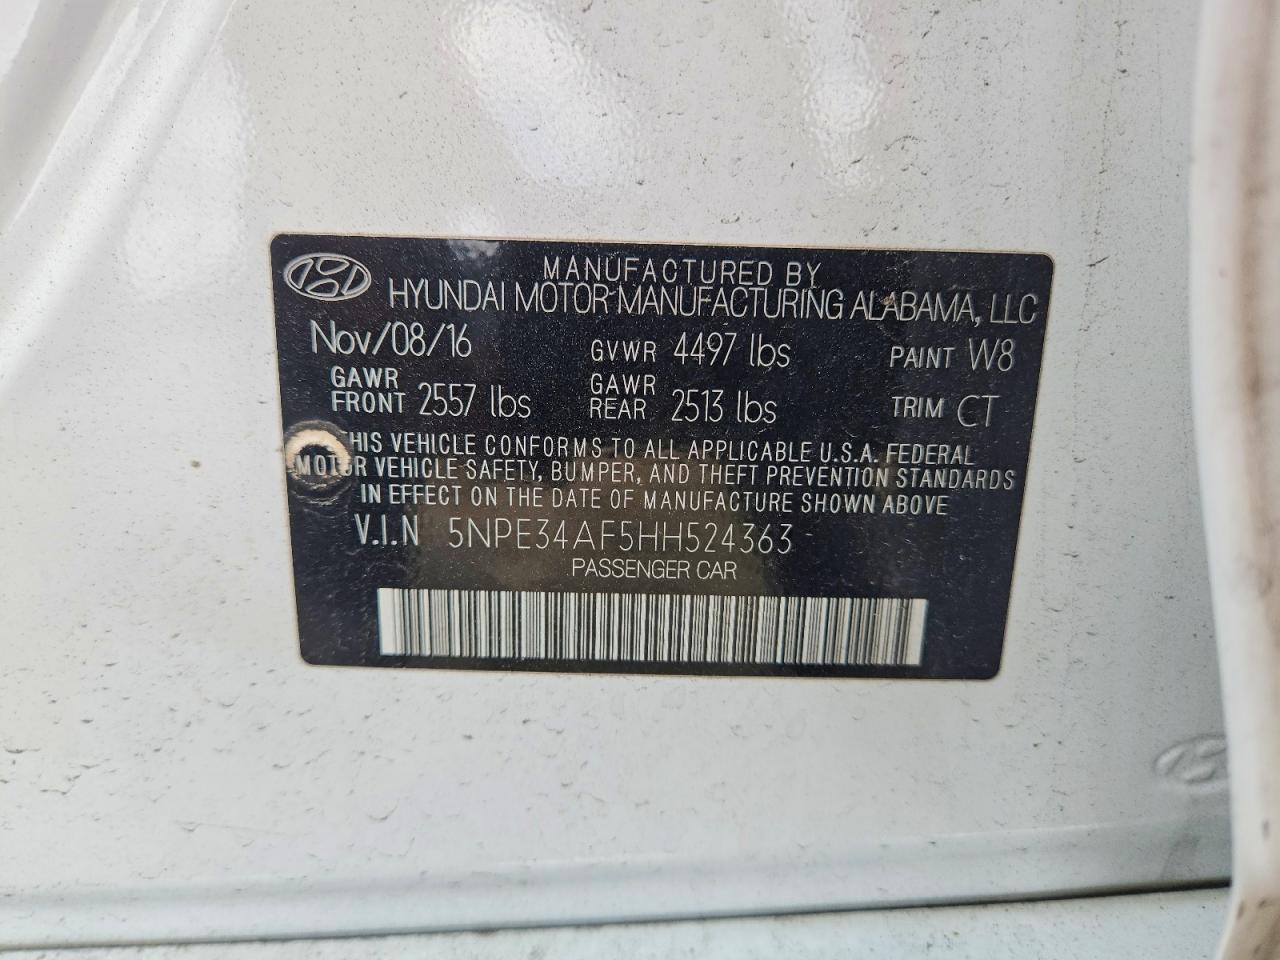 MANUFACTURED BY
HYUNDAI MOTOR MANUFACTURING ALABAMA, LLC
Nov/08/16 GVWR 4497 lbs PAINT W8
GAWR FRONT 2557 lbs GAWR REAR 2513 lbs TRIM CT
THIS VEHICLE CONFORMS TO ALL APPLICABLE U.S.A. FEDERAL
MOTOR VEHICLE SAFETY, BUMPER, AND THEFT PREVENTION STANDARDS
IN EFFECT ON THE DATE OF MANUFACTURE SHOWN ABOVE
V.I.N 5NPE34AF5HH524363
PASSENGER CAR